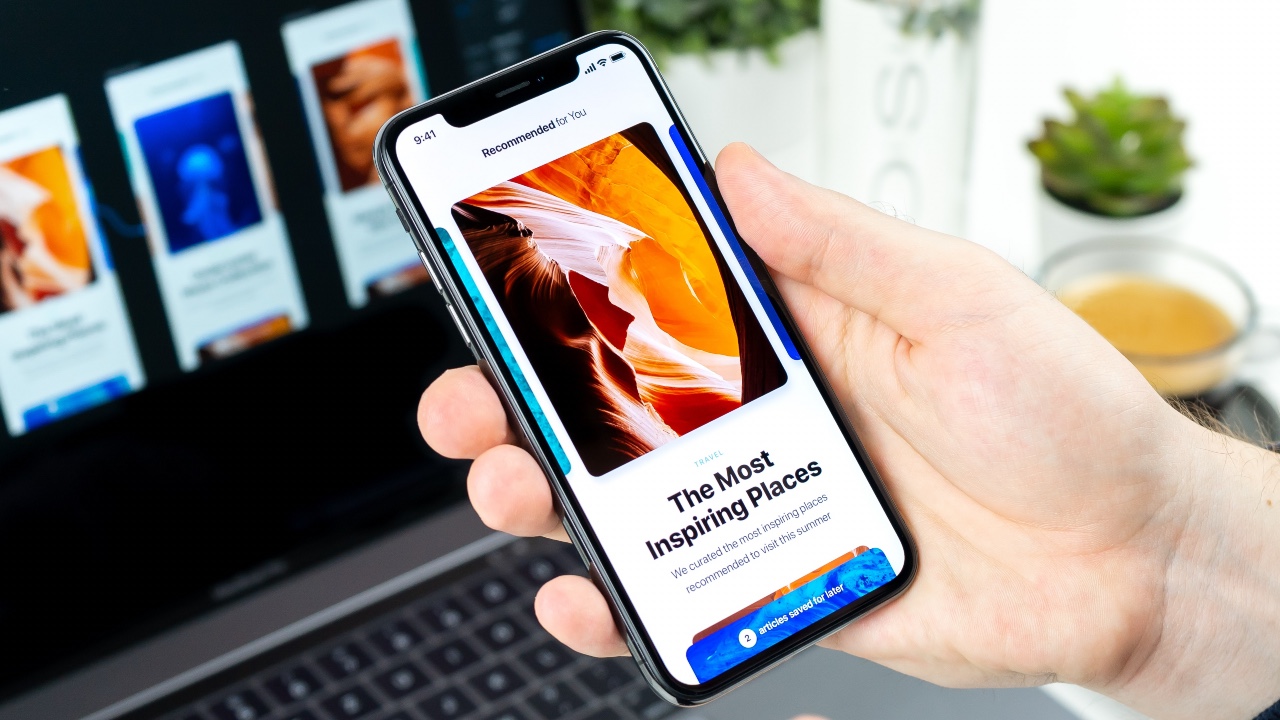 9:41
Recommended for You
TRAVEL
The Most
Inspiring Places
We curated the most inspiring places
recommended to visit this summer
2 articles saved for later